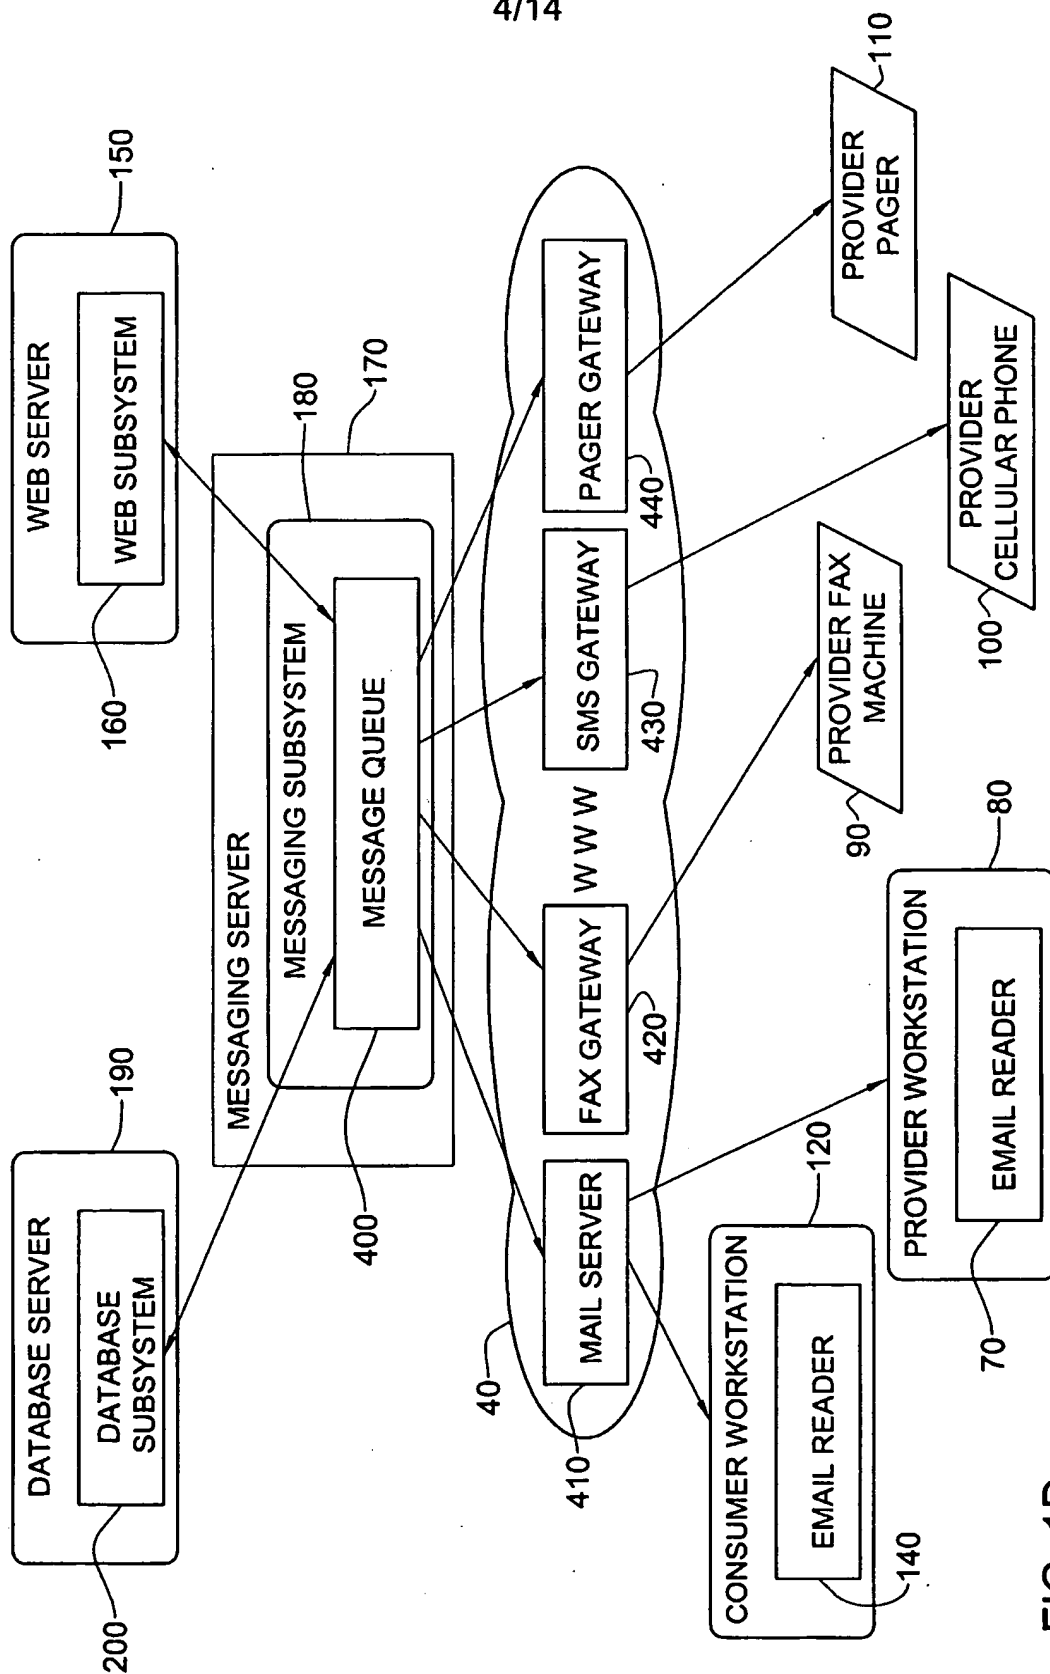 4/14
DATABASE SERVER
190
DATABASE
SUBSYSTEM
200
WEB SERVER
150
WEB SUBSYSTEM
160
MESSAGING SERVER
170
MESSAGING SUBSYSTEM
180
MESSAGE QUEUE
400
40
MAIL SERVER
410
FAX GATEWAY
420
W W W
SMS GATEWAY
430
PAGER GATEWAY
440
CONSUMER WORKSTATION
120
EMAIL READER
140
PROVIDER WORKSTATION
80
EMAIL READER
70
PROVIDER FAX
MACHINE
90
PROVIDER
CELLULAR PHONE
100
PROVIDER
PAGER
110